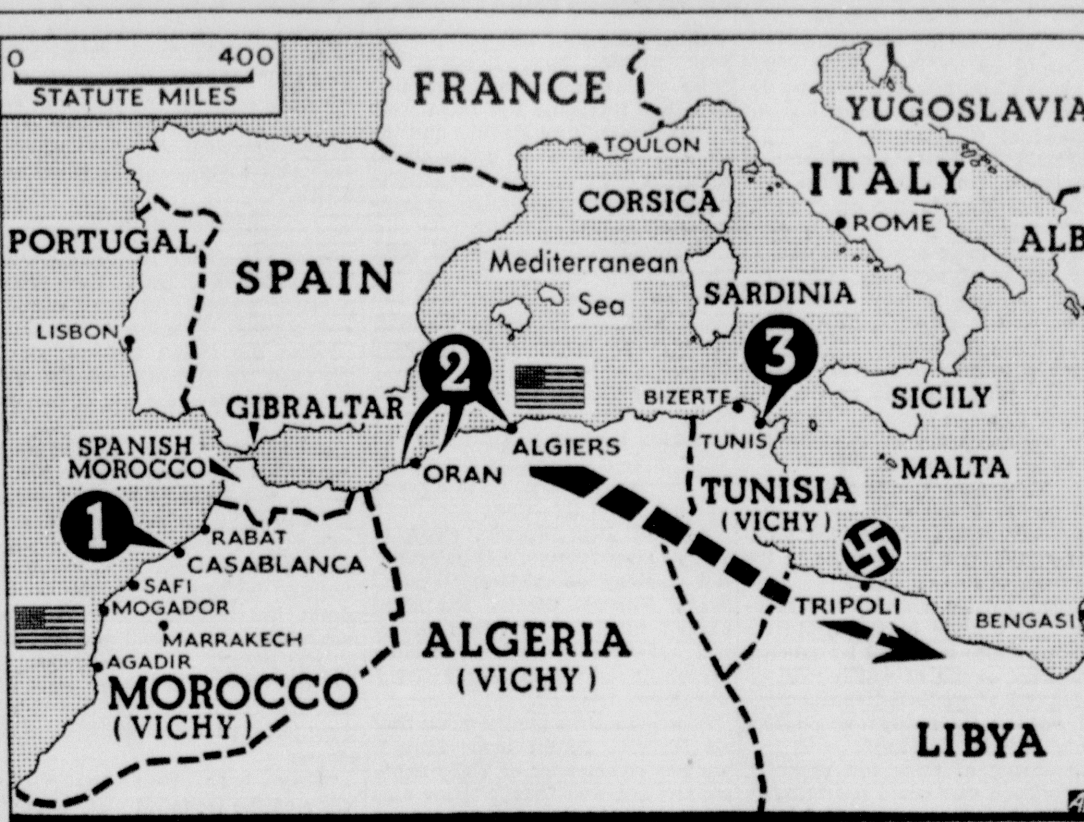 0 400
STATUTE MILES
FRANCE
YUGOSLAVIA
TOULON
ITALY
CORSICA
ROME
PORTUGAL
ALB
SPAIN
Mediterranean
Sea
SARDINIA
LISBON
2
3
BIZERTE
SICILY
GIBRALTAR
TUNIS
ALGIERS
SPANISH
MOROCCO
ORAN
MALTA
TUNISIA
(VICHY)
1
RABAT
CASABLANCA
SAFI
MOGADOR
TRIPOLI
BENGASI
MARRAKECH
ALGERIA
(VICHY)
AGADIR
MOROCCO
(VICHY)
LIBYA
A